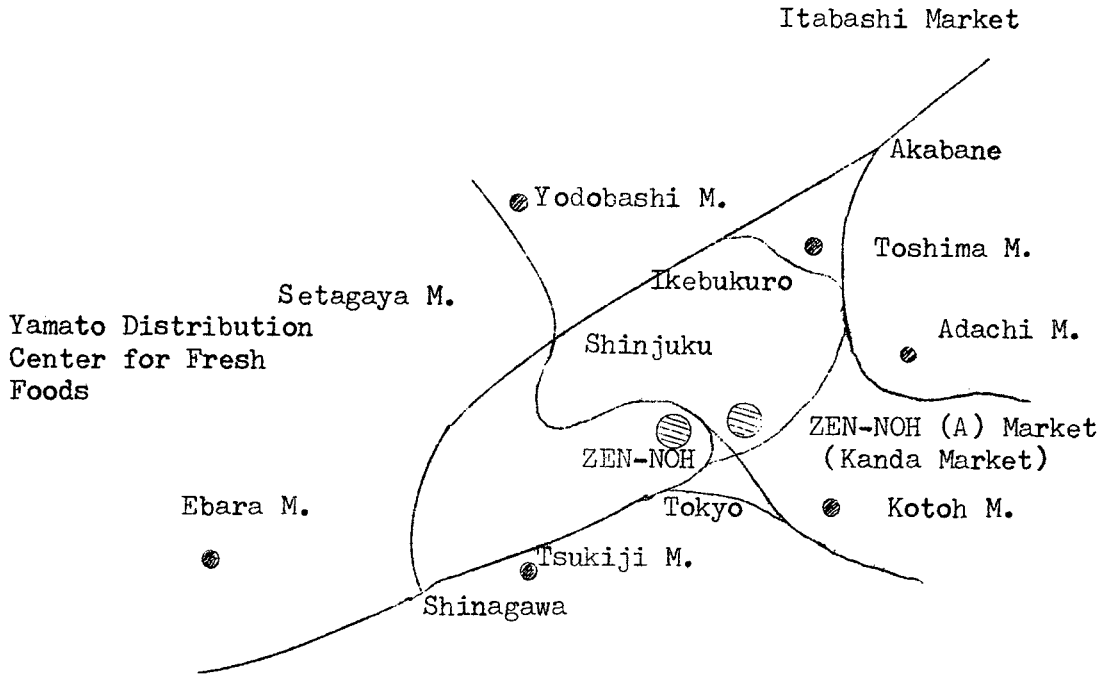 Itabashi Market
Akabane
Yodobashi M.
Toshima M.
Ikebukuro
Setagaya M.
Yamato Distribution
Center for Fresh
Foods
Shinjuku
Adachi M.
ZEN-NOH (A) Market
(Kanda Market)
ZEN-NOH
Ebara M.
Tokyo
Kotoh M.
Tsukiji M.
Shinagawa